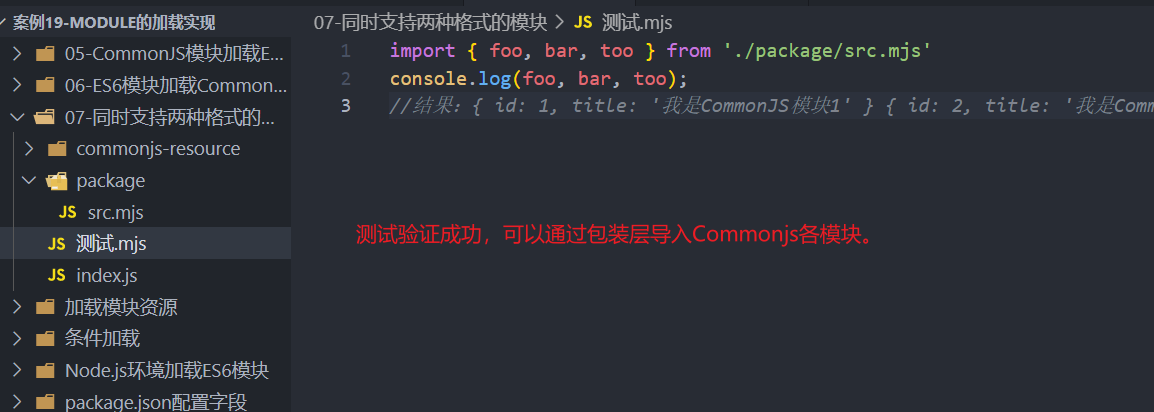 案例19-MODULE的加载实现
05-CommonJS模块加载E...
06-ES6模块加载Common...
07-同时支持两种格式的...
commonjs-resource
package
JS src.mjs
JS 测试.mjs
JS index.js
加载模块资源
条件加载
Node.js环境加载ES6模块
package.json配置字段
07-同时支持两种格式的模块 > JS 测试.mjs
1 import { foo, bar, too } from './package/src.mjs'
2 console.log(foo, bar, too);
3 //结果: { id: 1, title: '我是CommonJS模块1' } { id: 2, title: '我是Comm
测试验证成功，可以通过包装层导入Commonjs各模块。